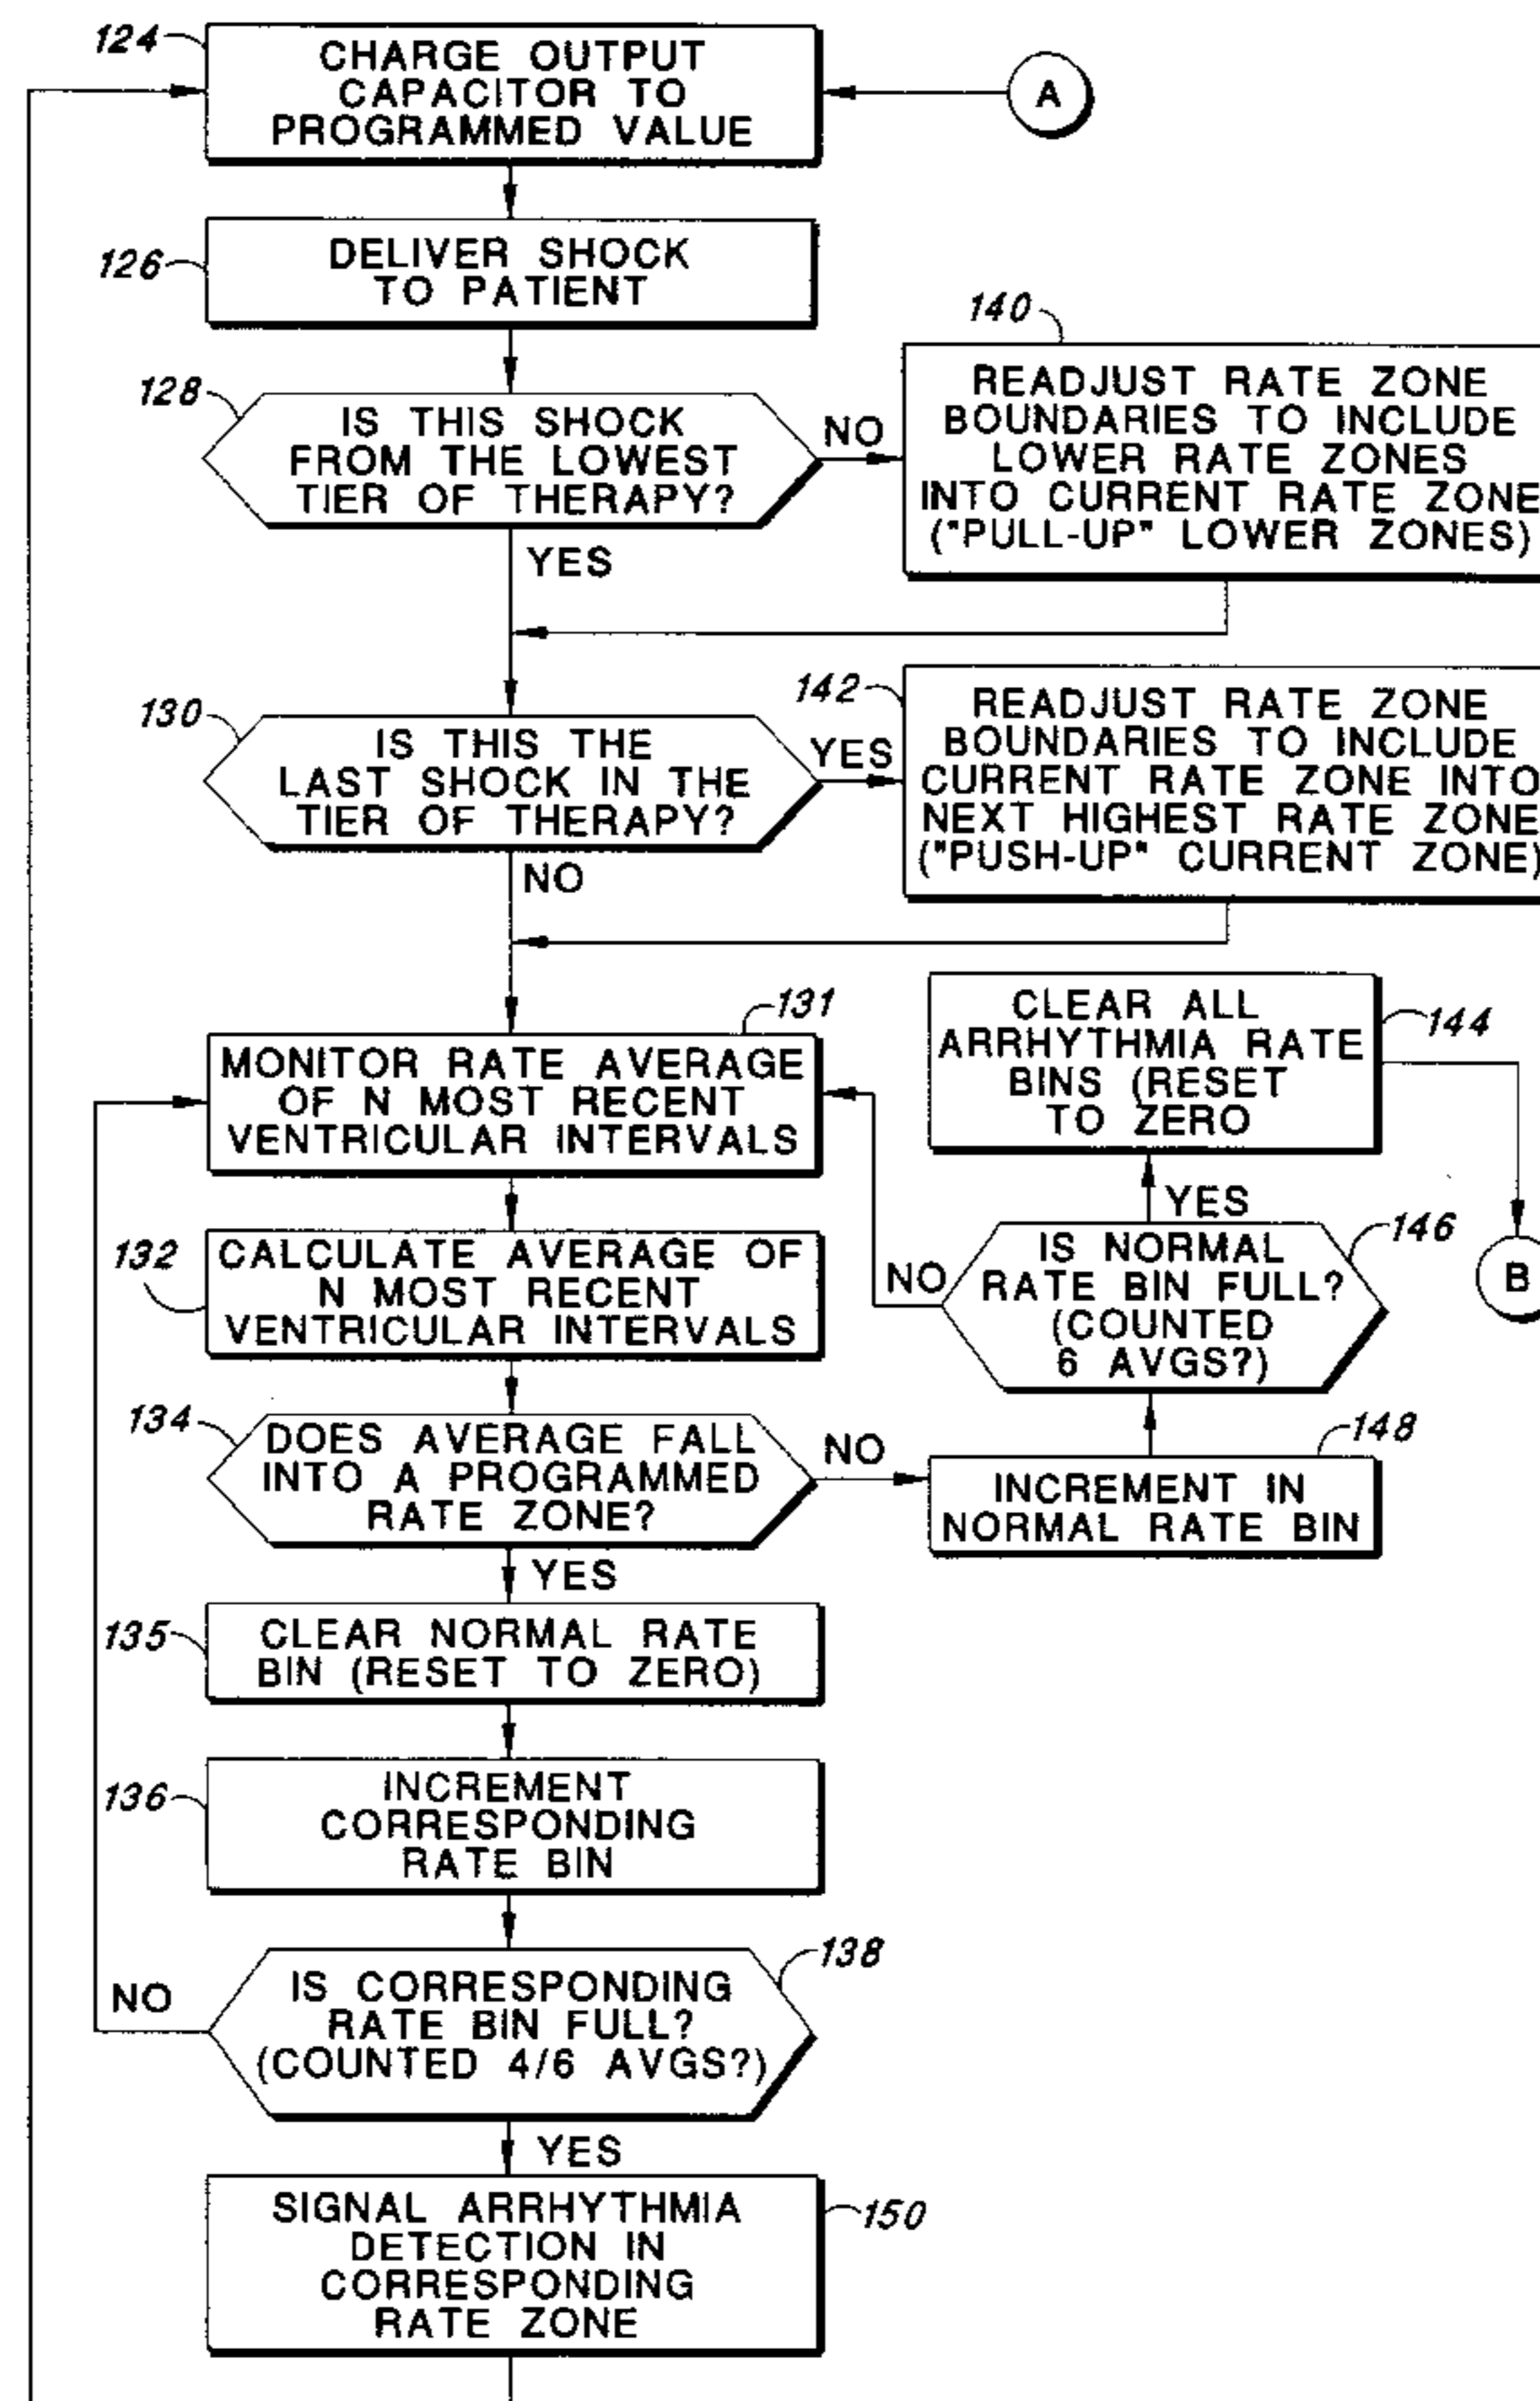 124
CHARGE OUTPUT
CAPACITOR TO
PROGRAMMED VALUE
A
126
DELIVER SHOCK
TO PATIENT
128
IS THIS SHOCK
FROM THE LOWEST
TIER OF THERAPY?
NO
YES
140
READJUST RATE ZONE
BOUNDARIES TO INCLUDE
LOWER RATE ZONES
INTO CURRENT RATE ZONE
("PULL-UP" LOWER ZONES)
130
IS THIS THE
LAST SHOCK IN THE
TIER OF THERAPY?
YES
NO
142
READJUST RATE ZONE
BOUNDARIES TO INCLUDE
CURRENT RATE ZONE INTO
NEXT HIGHEST RATE ZONE
("PUSH-UP" CURRENT ZONE)
131
MONITOR RATE AVERAGE
OF N MOST RECENT
VENTRICULAR INTERVALS
144
CLEAR ALL
ARRHYTHMIA RATE
BINS (RESET
TO ZERO
YES
132
CALCULATE AVERAGE OF
N MOST RECENT
VENTRICULAR INTERVALS
NO
146
IS NORMAL
RATE BIN FULL?
(COUNTED
6 AVGS?)
B
134
DOES AVERAGE FALL
INTO A PROGRAMMED
RATE ZONE?
NO
YES
148
INCREMENT IN
NORMAL RATE BIN
135
CLEAR NORMAL RATE
BIN (RESET TO ZERO)
136
INCREMENT
CORRESPONDING
RATE BIN
138
IS CORRESPONDING
RATE BIN FULL?
(COUNTED 4/6 AVGS?)
NO
YES
150
SIGNAL ARRHYTHMIA
DETECTION IN
CORRESPONDING
RATE ZONE